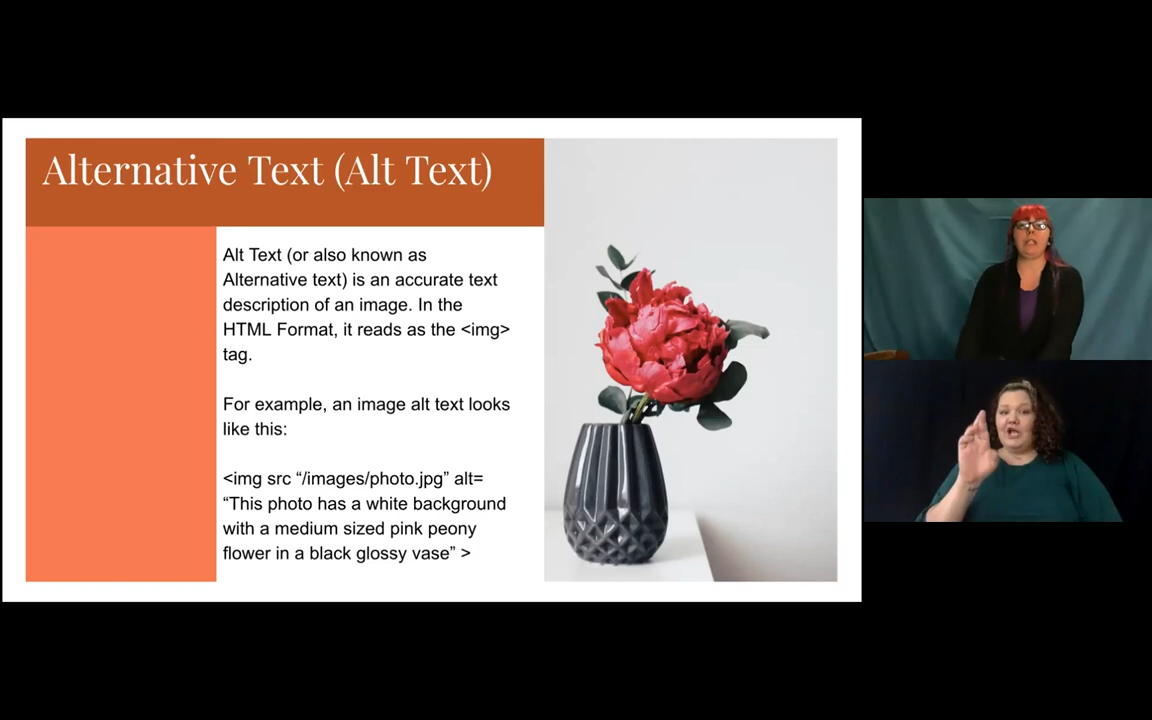 Alternative Text (Alt Text)
Alt Text (or also known as
Alternative text) is an accurate text
description of an image. In the
HTML Format, it reads as the <img>
tag.
For example, an image alt text looks
like this:
<img src “/images/photo.jpg” alt=
“This photo has a white background
with a medium sized pink peony
flower in a black glossy vase” >